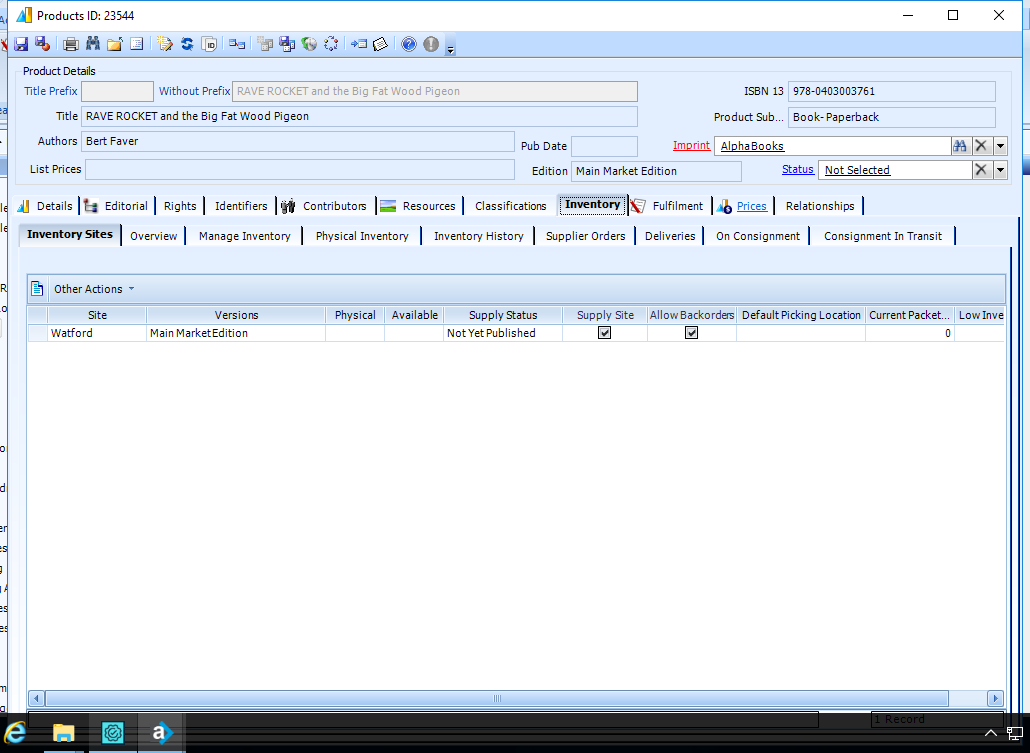 Products ID: 23544
Product Details
Title Prefix Without Prefix RAVE ROCKET and the Big Fat Wood Pigeon ISBN 13 978-0403003761
Title RAVE ROCKET and the Big Fat Wood Pigeon Product Sub... Book- Paperback
Authors Bert Faver Pub Date Imprint AlphaBooks
List Prices Edition Main Market Edition Status Not Selected
Details Editorial Rights Identifiers Contributors Resources Classifications Inventory Fulfilment Prices Relationships
Inventory Sites Overview Manage Inventory Physical Inventory Inventory History Supplier Orders Deliveries On Consignment Consignment In Transit
Other Actions
Site Versions Physical Available Supply Status Supply Site Allow Backorders Default Picking Location Current Packet... Low Inve
Watford Main Market Edition Not Yet Published 0
1 Record